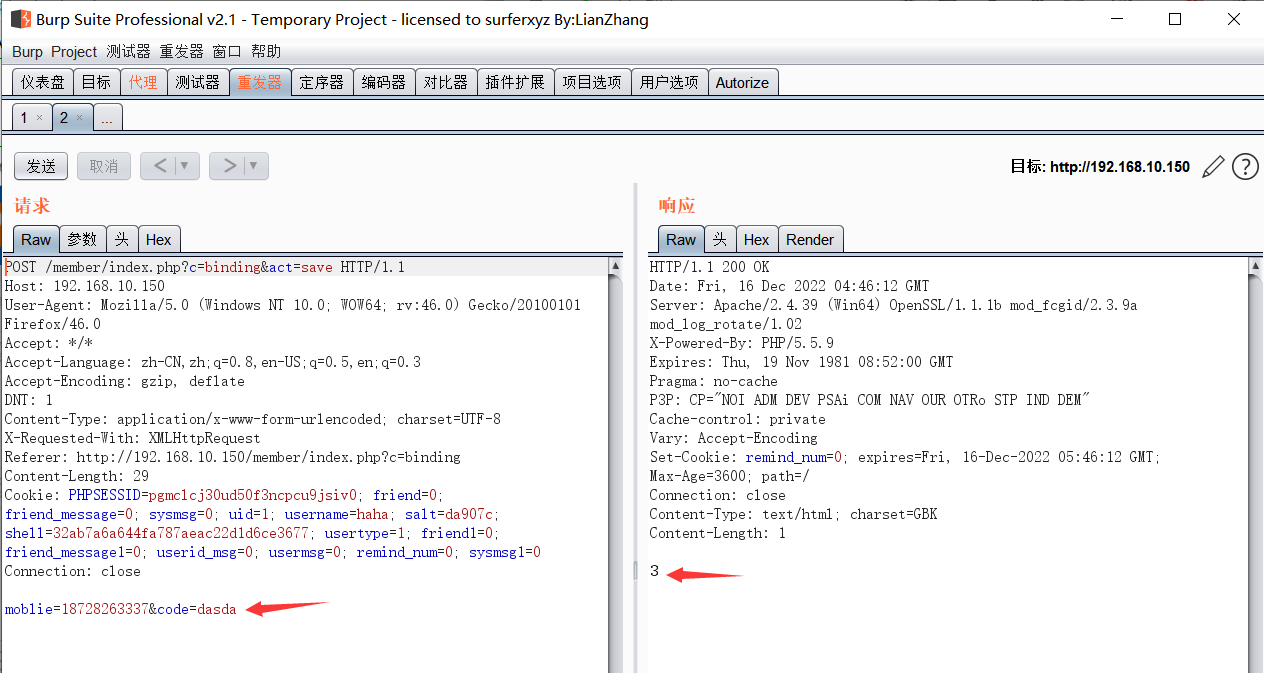 Burp Suite Professional v2.1 - Temporary Project - licensed to surferxyz By:LianZhang
Burp Project 测试器 重发器 窗口 帮助
仪表盘 目标 代理 测试器 重发器 定序器 编码器 对比器 插件扩展 项目选项 用户选项 Autorize
1 × 2 × ...
发送 取消 < > 目标: http://192.168.10.150 ?
请求
Raw 参数 头 Hex
POST /member/index.php?c=binding&act=save HTTP/1.1
Host: 192.168.10.150
User-Agent: Mozilla/5.0 (Windows NT 10.0; WOW64; rv:46.0) Gecko/20100101
Firefox/46.0
Accept: */*
Accept-Language: zh-CN,zh;q=0.8,en-US;q=0.5,en;q=0.3
Accept-Encoding: gzip, deflate
DNT: 1
Content-Type: application/x-www-form-urlencoded; charset=UTF-8
X-Requested-With: XMLHttpRequest
Referer: http://192.168.10.150/member/index.php?c=binding
Content-Length: 29
Cookie: PHPSESSID=pgmc1cj30ud50f3ncpcu9jsiv0; friend=0;
friend_message=0; sysmsg=0; uid=1; username=haha; salt=da907c;
shell=32ab7a6a644fa787aeac22d1d6ce3677; usertype=1; friend1=0;
friend_message1=0; userid_msg=0; usermsg=0; remind_num=0; sysmsg1=0
Connection: close
moblie=18728263337&code=dasda
响应
Raw 头 Hex Render
HTTP/1.1 200 OK
Date: Fri, 16 Dec 2022 04:46:12 GMT
Server: Apache/2.4.39 (Win64) OpenSSL/1.1.1b mod_fcgid/2.3.9a
mod_log_rotate/1.02
X-Powered-By: PHP/5.5.9
Expires: Thu, 19 Nov 1981 08:52:00 GMT
Pragma: no-cache
P3P: CP="NOI ADM DEV PSAi COM NAV OUR OTRo STP IND DEM"
Cache-control: private
Vary: Accept-Encoding
Set-Cookie: remind_num=0; expires=Fri, 16-Dec-2022 05:46:12 GMT;
Max-Age=3600; path=/
Connection: close
Content-Type: text/html; charset=GBK
Content-Length: 1
3